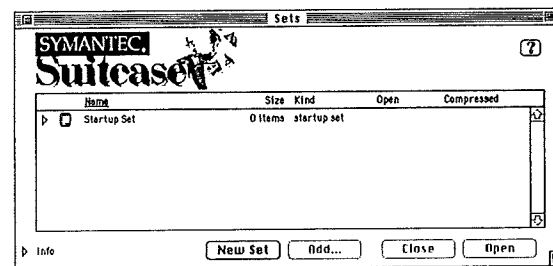 Sets
SYMANTEC.
Suitcase
?
Name Size Kind Open Compressed
Startup Set 0 items startup set
Info New Set Add... Close Open